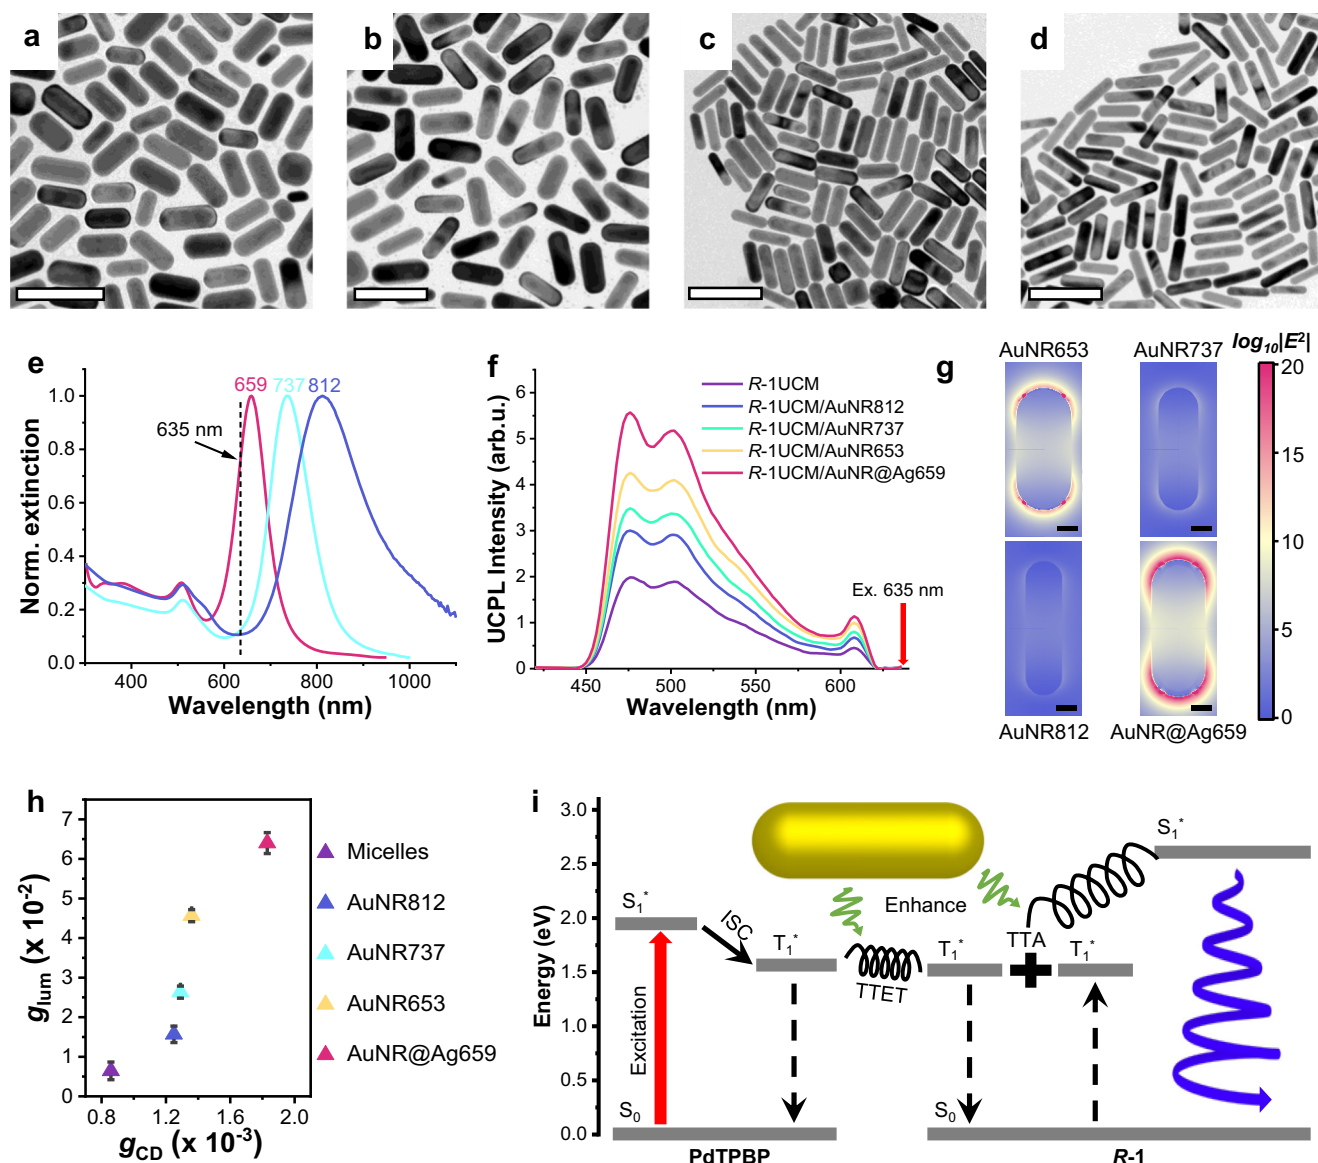 a
b
c
d
e
659
737
812
635 nm
1.0
0.8
0.6
0.4
0.2
0.0
Norm. extinction
400
600
800
1000
Wavelength (nm)
f
R-1UCM
R-1UCM/AuNR812
R-1UCM/AuNR737
R-1UCM/AuNR653
R-1UCM/AuNR@Ag659
Ex. 635 nm
6
5
4
3
2
1
0
UCPL Intensity (arb.u.)
450
500
550
600
Wavelength (nm)
g
AuNR653
AuNR737
log10|E²|
20
15
10
5
0
AuNR812
AuNR@Ag659
h
7
6
5
4
3
2
1
0
glum (x 10⁻²)
0.8
1.2
1.6
2.0
gCD (x 10⁻³)
Micelles
AuNR812
AuNR737
AuNR653
AuNR@Ag659
i
3.0
2.5
2.0
1.5
1.0
0.5
0.0
Energy (eV)
S1*
ISC
T1*
Excitation
S0
PdTPBP
Enhance
TTET
T1*
TTA
T1*
S1*
S0
R-1